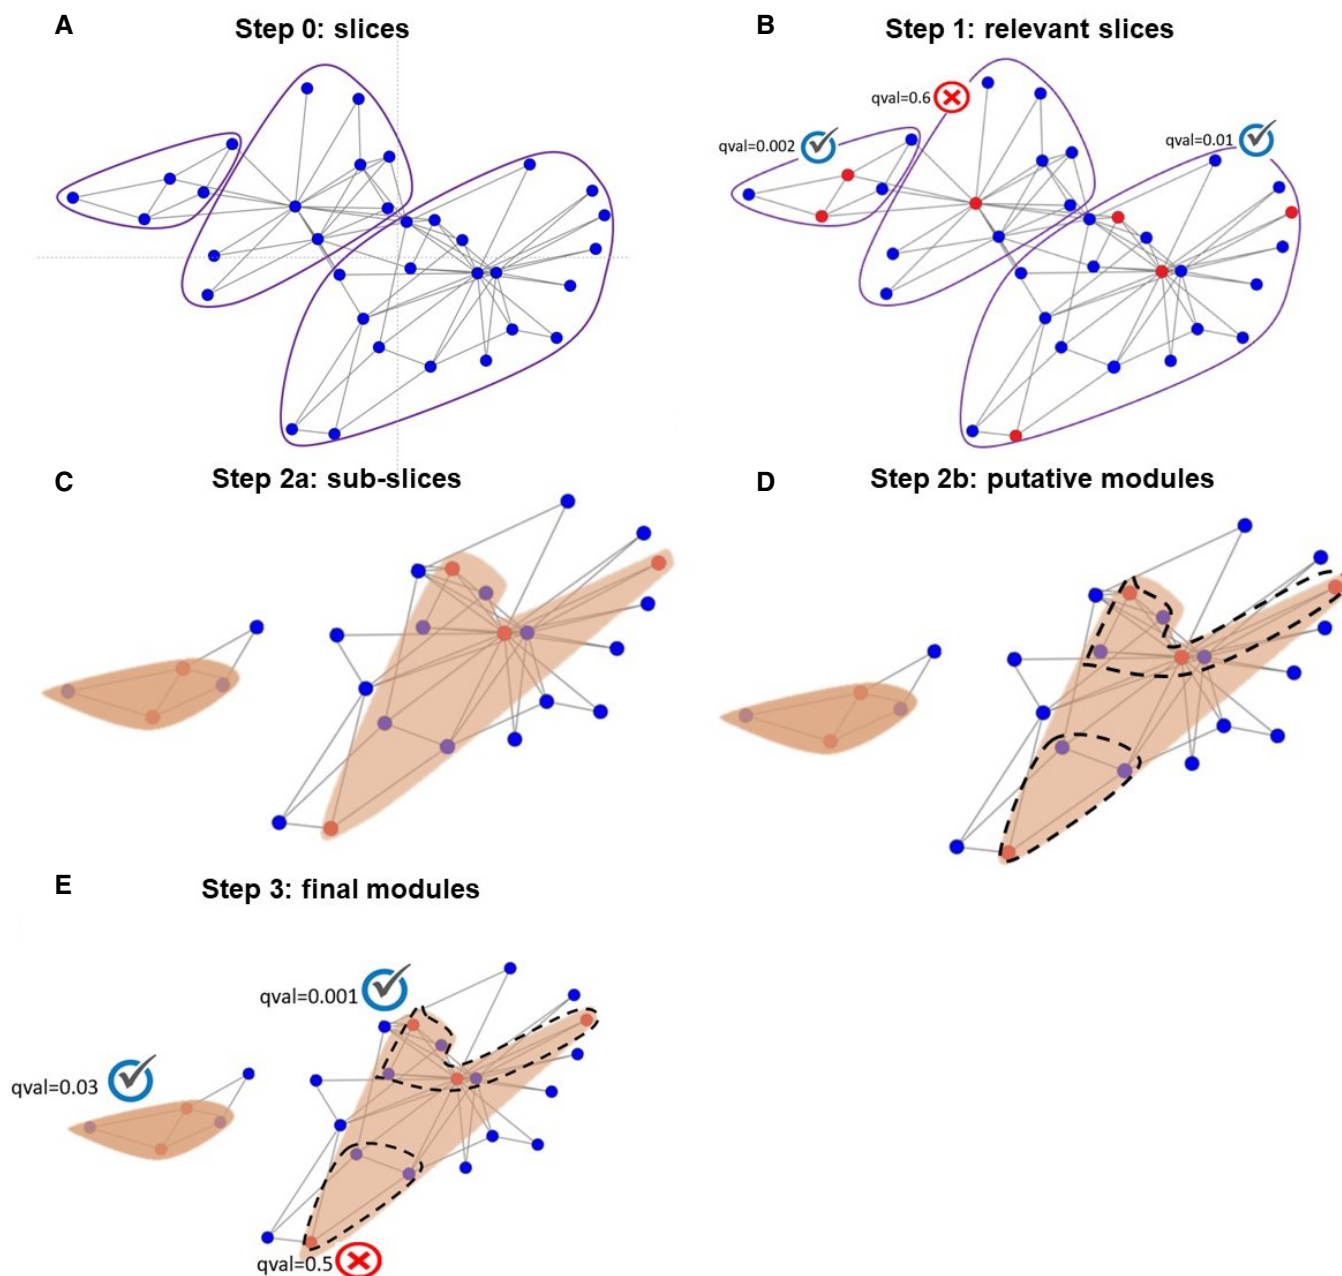 A
Step 0: slices
B
Step 1: relevant slices
qval=0.6
qval=0.002
qval=0.01
C
Step 2a: sub-slices
D
Step 2b: putative modules
E
Step 3: final modules
qval=0.001
qval=0.03
qval=0.5